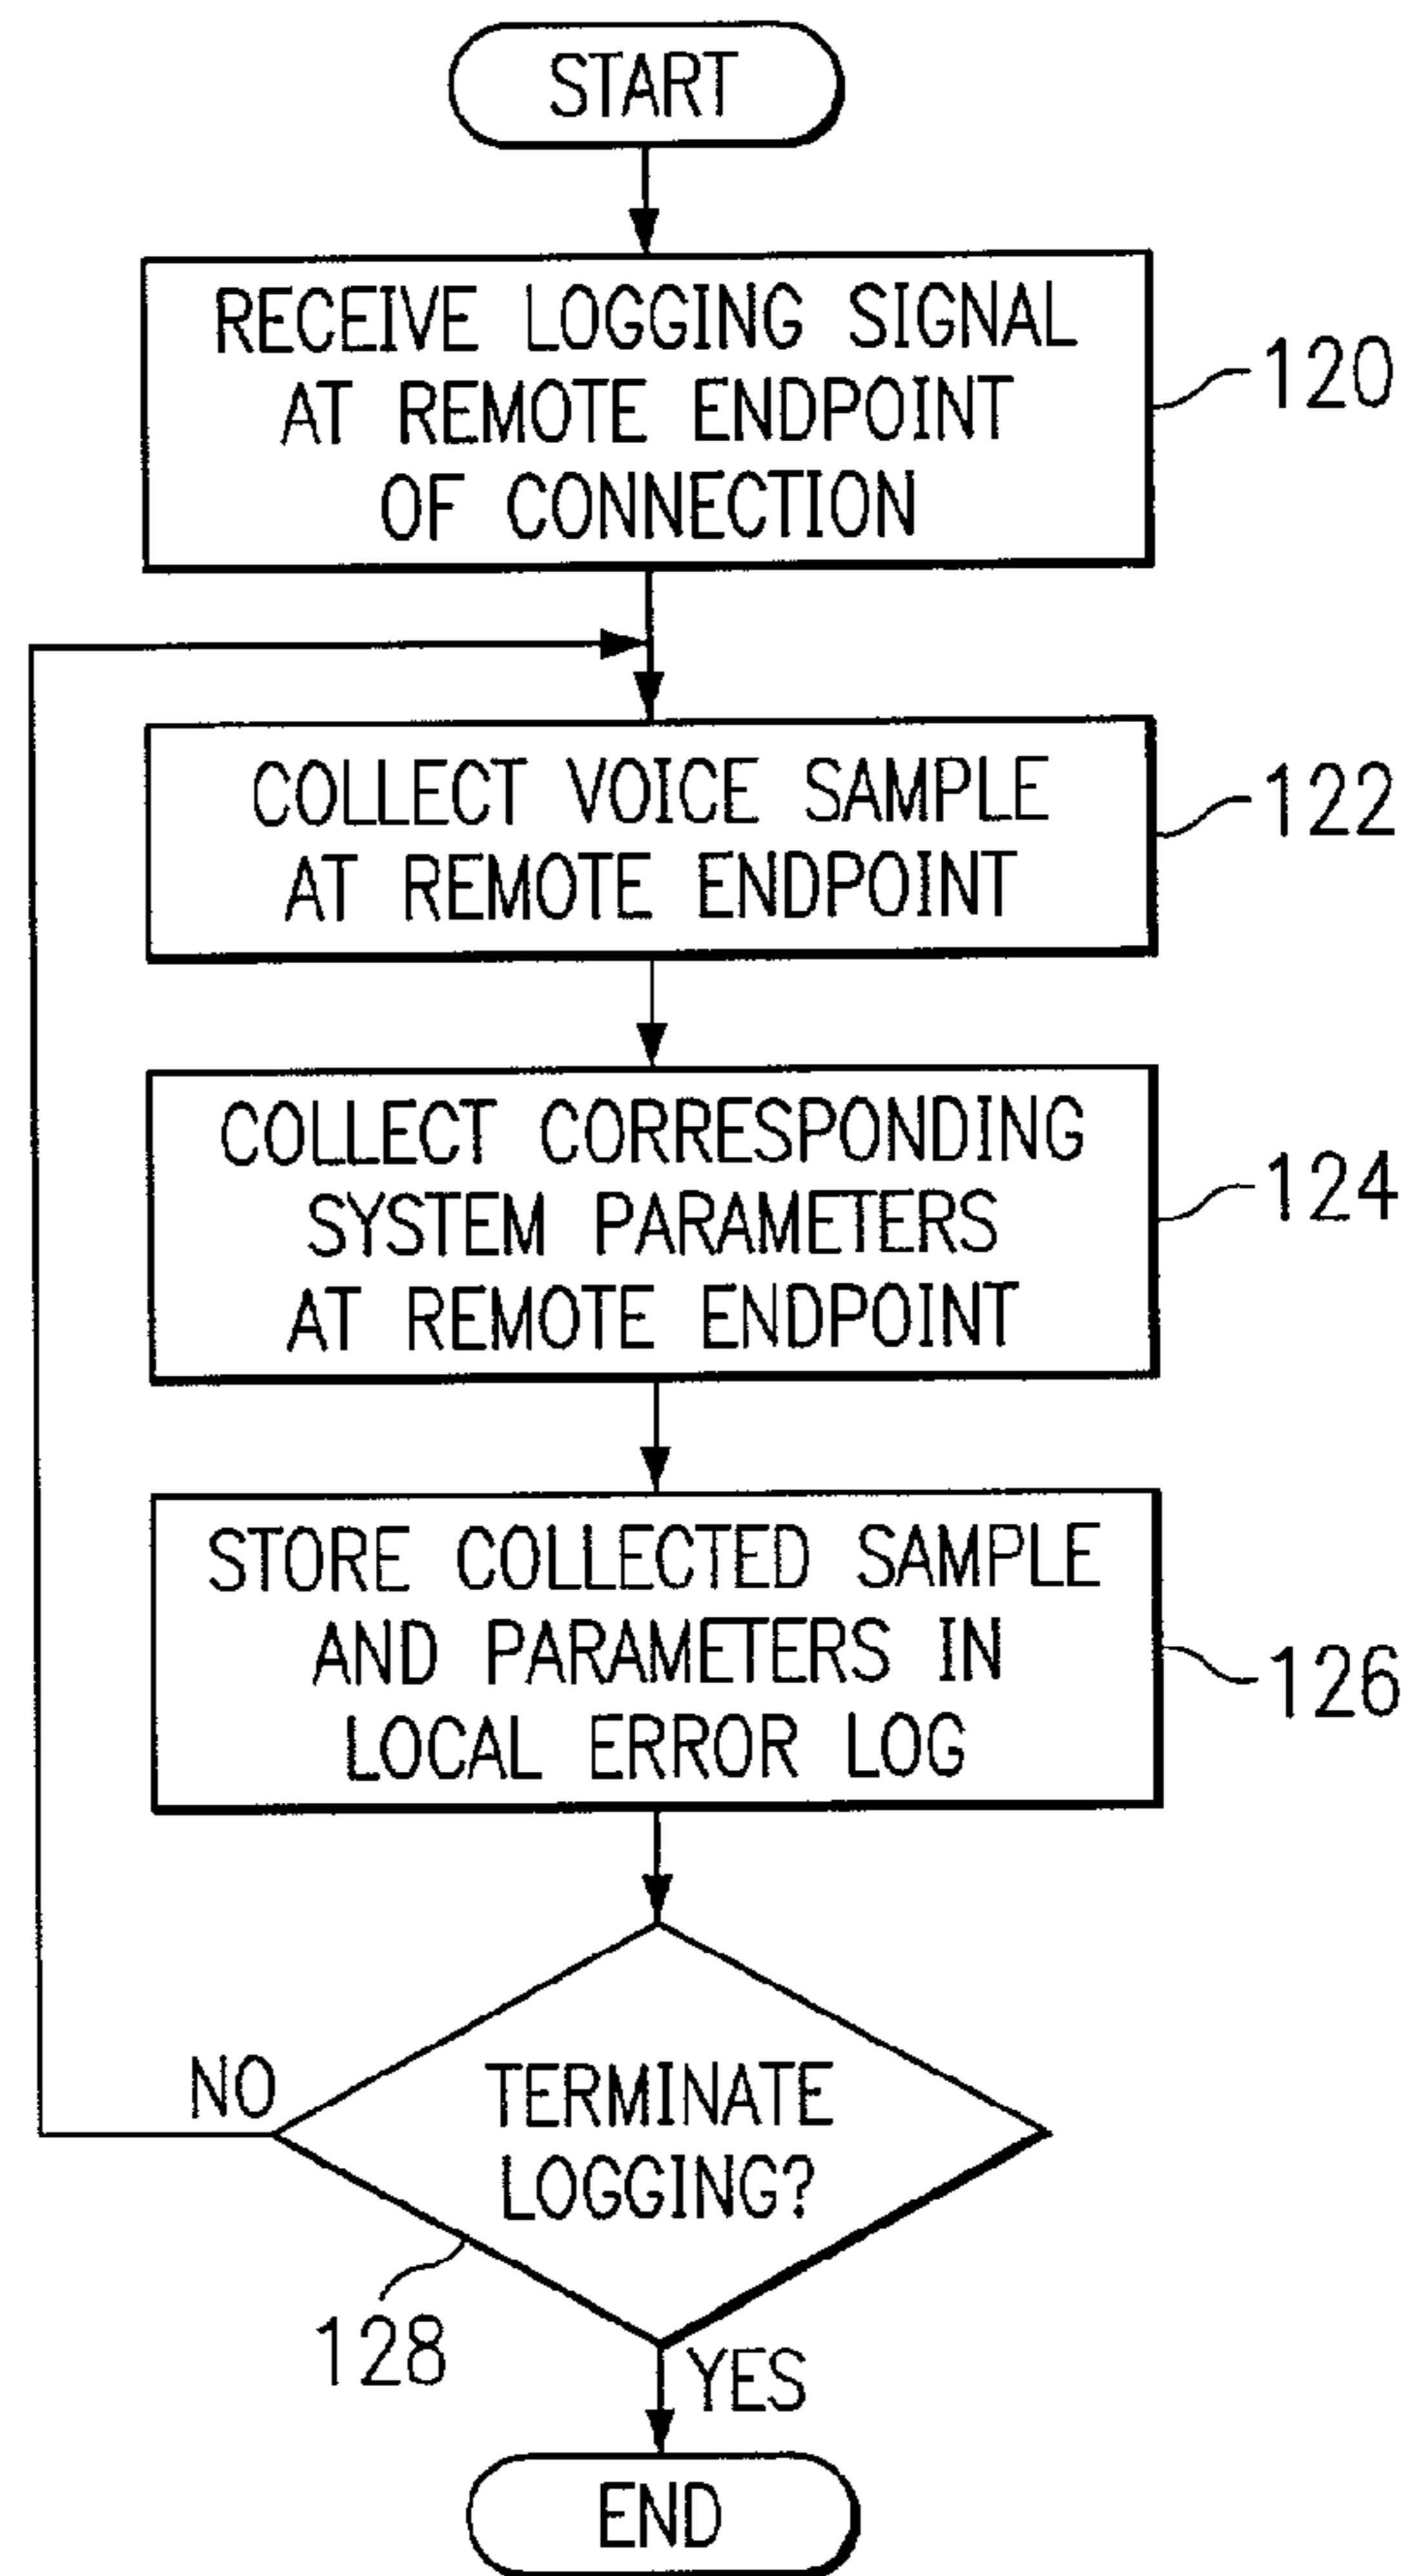 START
RECEIVE LOGGING SIGNAL
AT REMOTE ENDPOINT
OF CONNECTION
120
COLLECT VOICE SAMPLE
AT REMOTE ENDPOINT
122
COLLECT CORRESPONDING
SYSTEM PARAMETERS
AT REMOTE ENDPOINT
124
STORE COLLECTED SAMPLE
AND PARAMETERS IN
LOCAL ERROR LOG
126
NO
TERMINATE
LOGGING?
128
YES
END